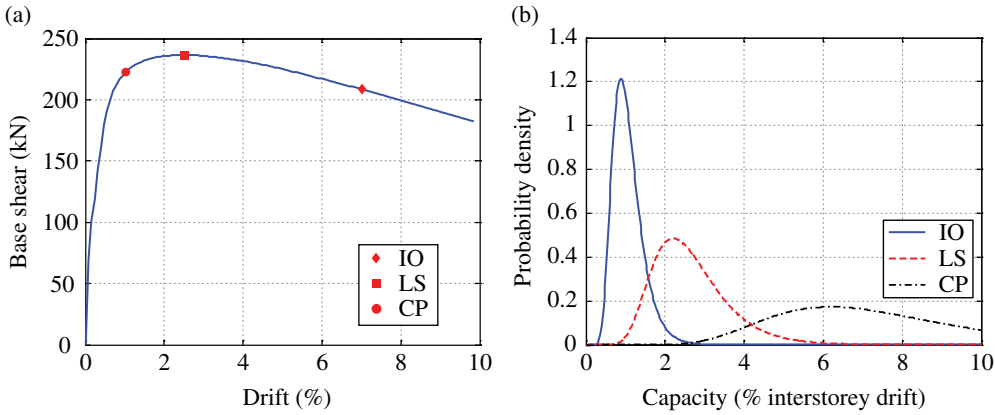 (a)
Base shear (kN)
250
200
150
100
50
0
0 2 4 6 8 10
Drift (%)
IO
LS
CP
(b)
Probability density
1.4
1.2
1
0.8
0.6
0.4
0.2
0
0 2 4 6 8 10
Capacity (% interstorey drift)
IO
LS
CP